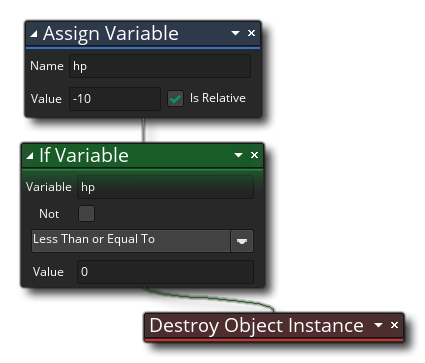 Assign Variable
Name hp
Value -10 Is Relative
If Variable
Variable hp
Not
Less Than or Equal To
Value 0
Destroy Object Instance